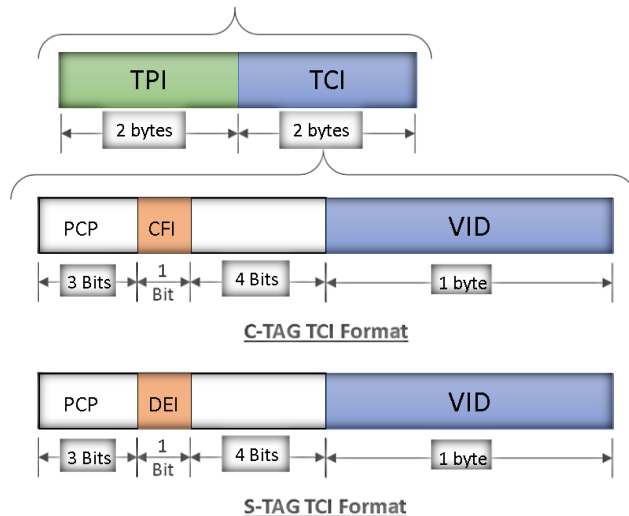 TPI TCI
2 bytes 2 bytes
PCP CFI VID
3 Bits 1 Bit 4 Bits 1 byte
C-TAG TCI Format
PCP DEI VID
3 Bits 1 Bit 4 Bits 1 byte
S-TAG TCI Format